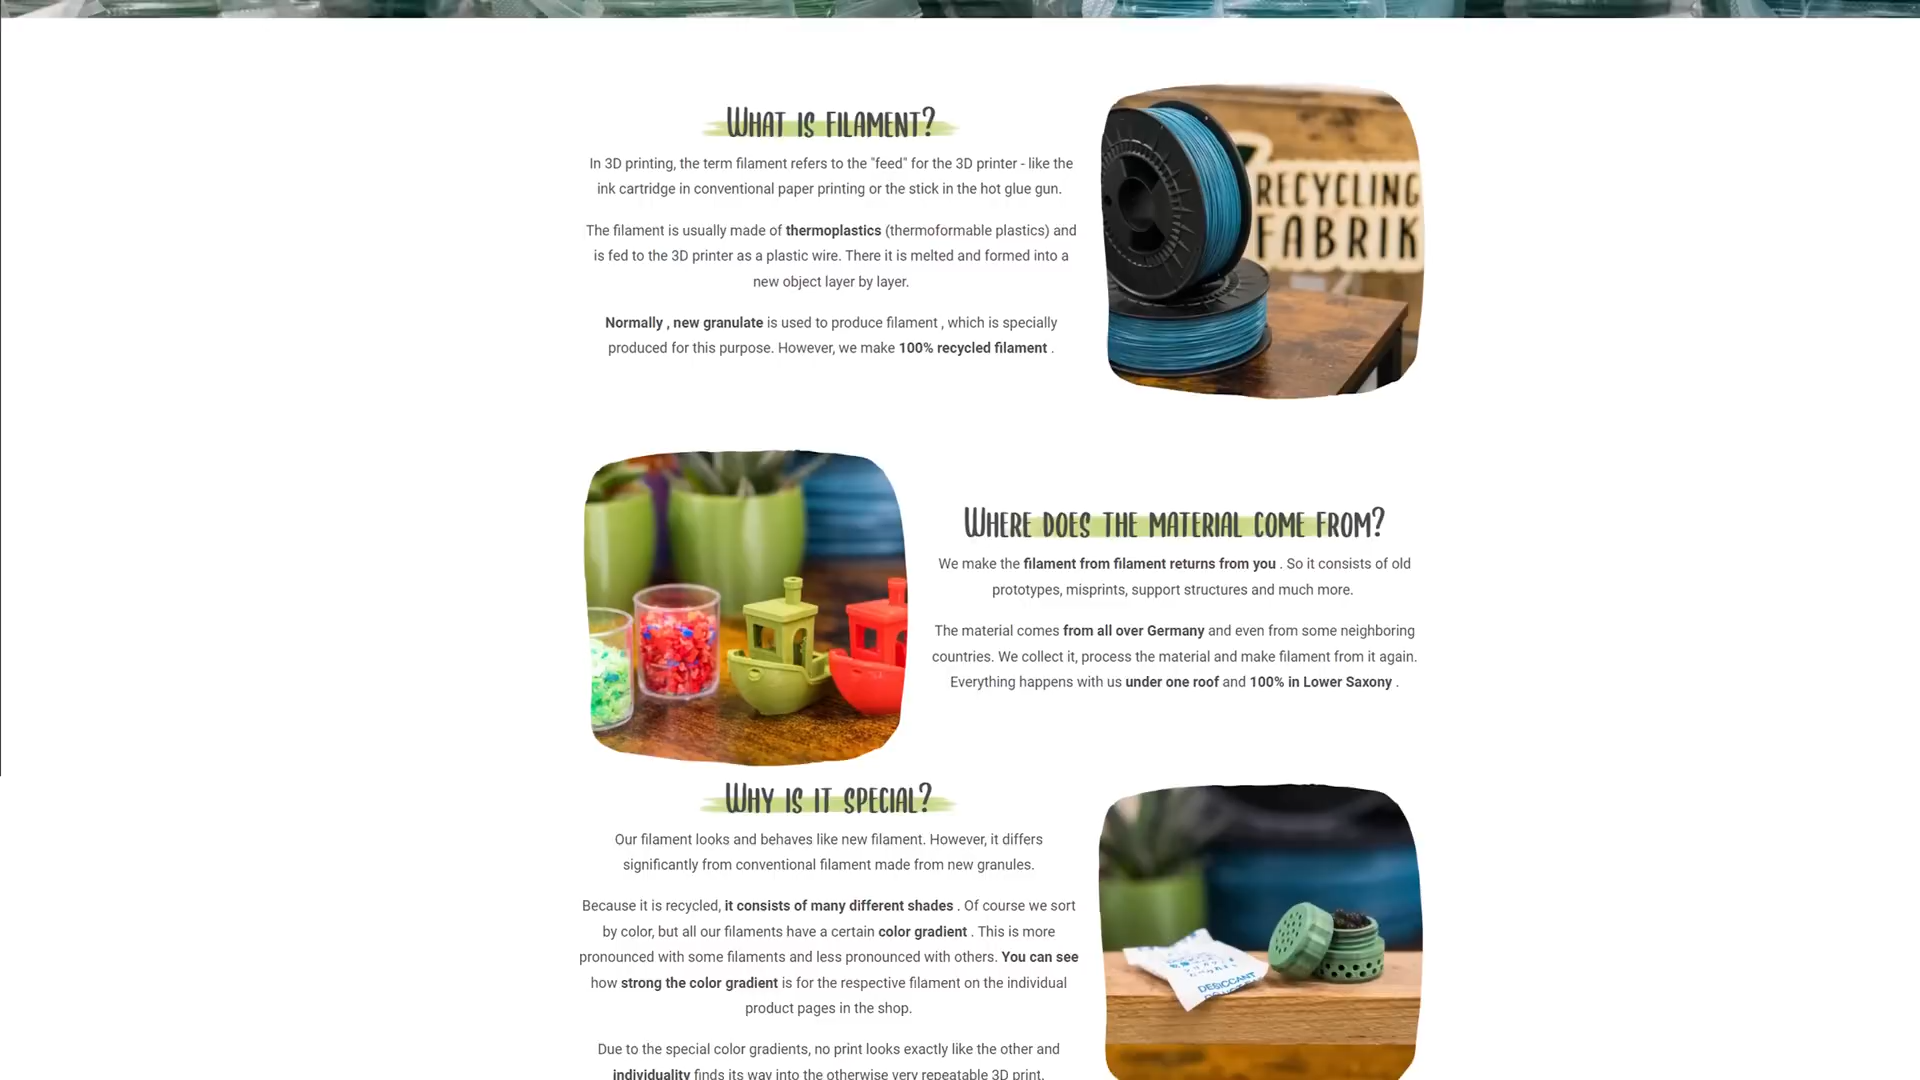 What is filament?
In 3D printing, the term filament refers to the "feed" for the 3D printer - like the
ink cartridge in conventional paper printing or the stick in the hot glue gun.
The filament is usually made of thermoplastics (thermoformable plastics) and
is fed to the 3D printer as a plastic wire. There it is melted and formed into a
new object layer by layer.
Normally , new granulate is used to produce filament , which is specially
produced for this purpose. However, we make 100% recycled filament .
RECYCLING
FABRIK
Where does the material come from?
We make the filament from filament returns from you . So it consists of old
prototypes, misprints, support structures and much more.
The material comes from all over Germany and even from some neighboring
countries. We collect it, process the material and make filament from it again.
Everything happens with us under one roof and 100% in Lower Saxony .
Why is it special?
Our filament looks and behaves like new filament. However, it differs
significantly from conventional filament made from new granules.
Because it is recycled, it consists of many different shades . Of course we sort
by color, but all our filaments have a certain color gradient . This is more
pronounced with some filaments and less pronounced with others. You can see
how strong the color gradient is for the respective filament on the individual
product pages in the shop.
Due to the special color gradients, no print looks exactly like the other and
individuality finds its way into the otherwise very repeatable 3D print.
DESICCANT